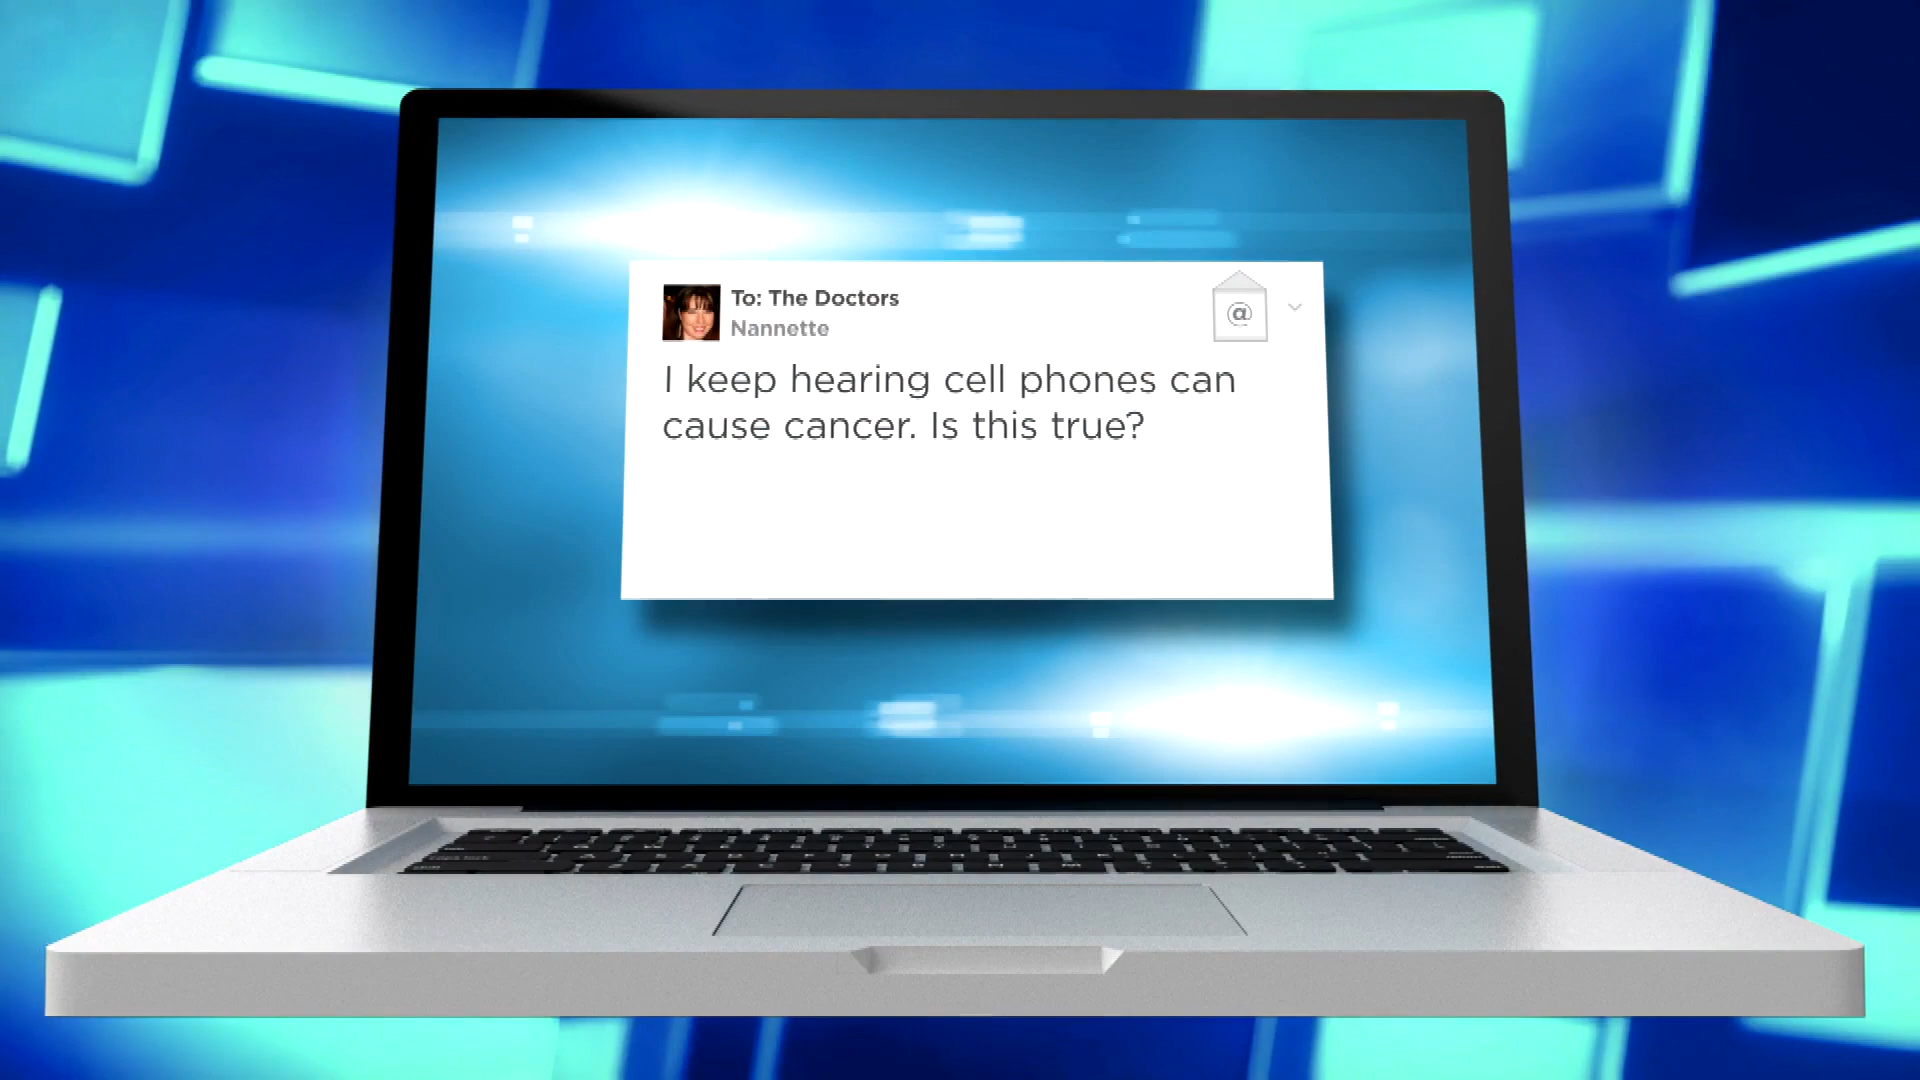 To: The Doctors
Nannette
@
I keep hearing cell phones can
cause cancer. Is this true?